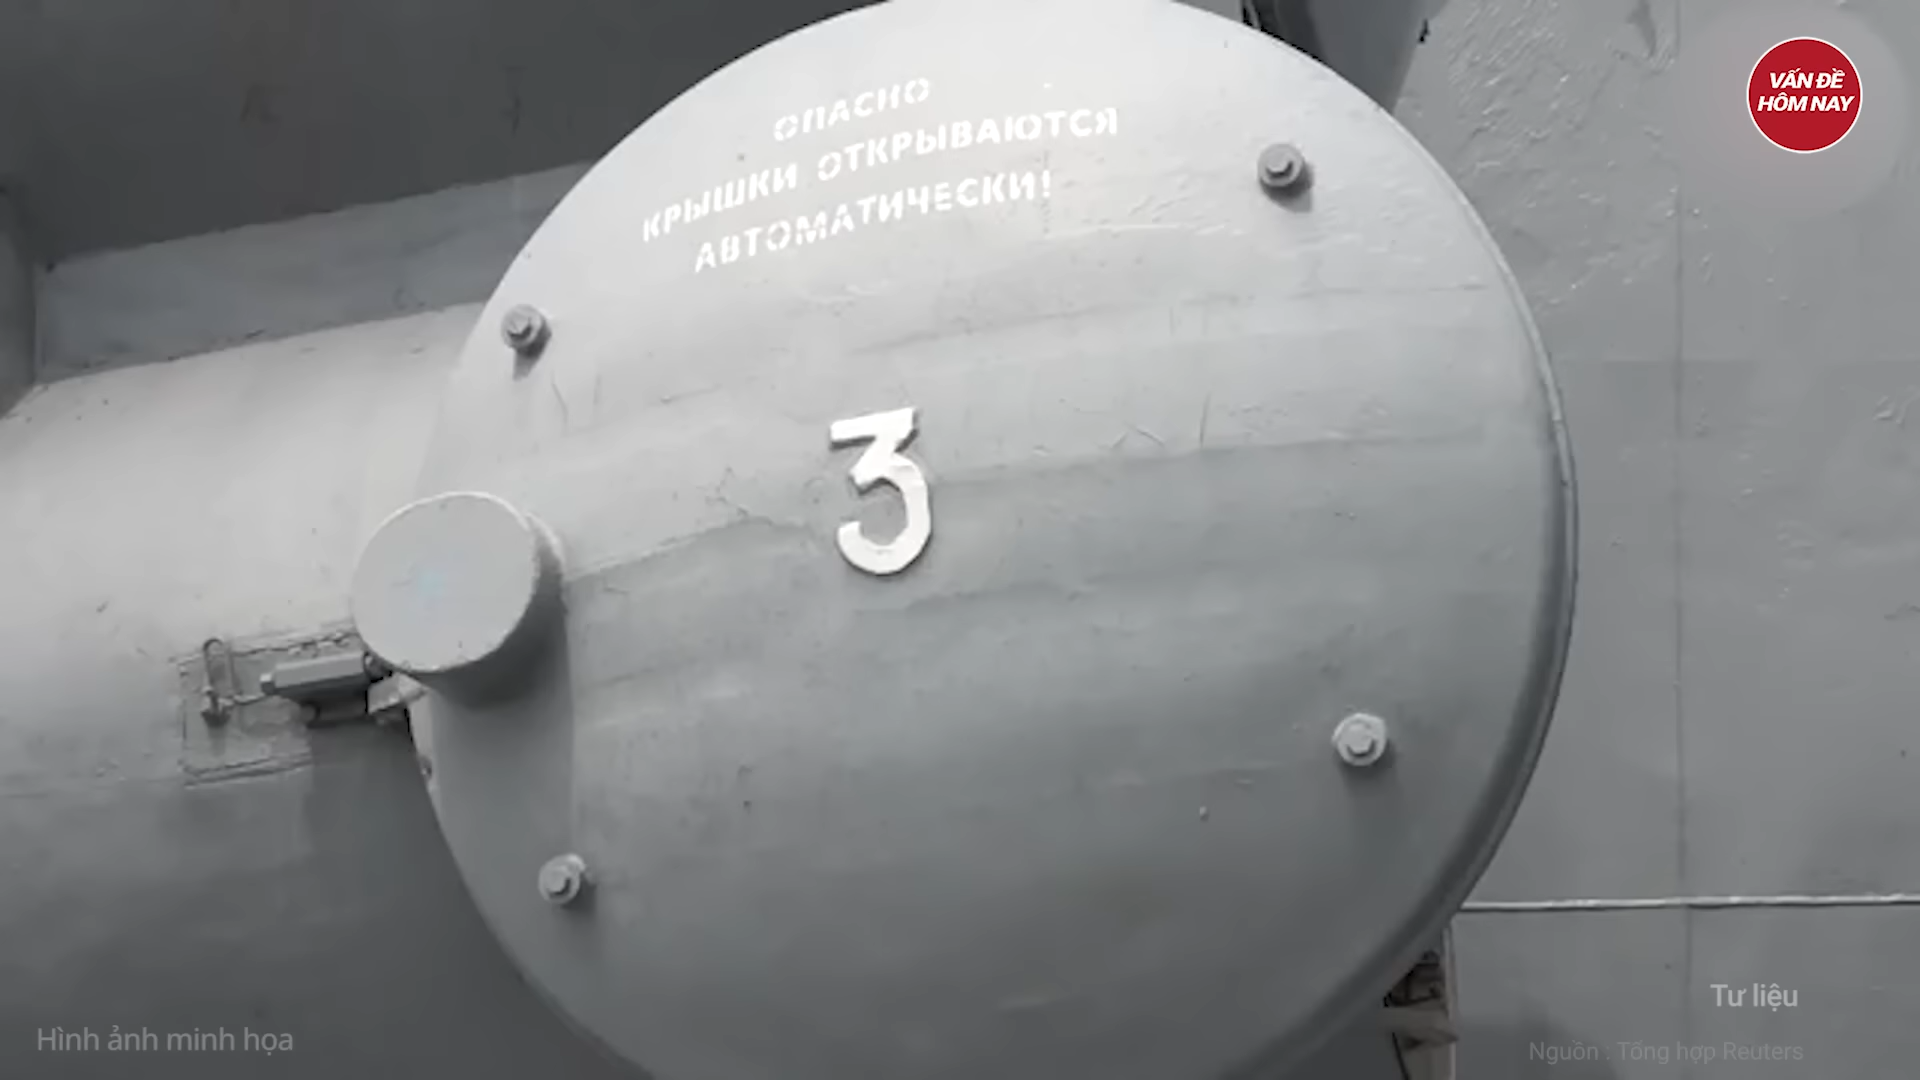 ОПАСНО
КРЫШКИ ОТКРЫВАЮТСЯ
АВТОМАТИЧЕСКИ!
3
VẤN ĐỀ
HÔM NAY
Tư liệu
Hình ảnh minh họa
Nguồn : Tổng hợp Reuters